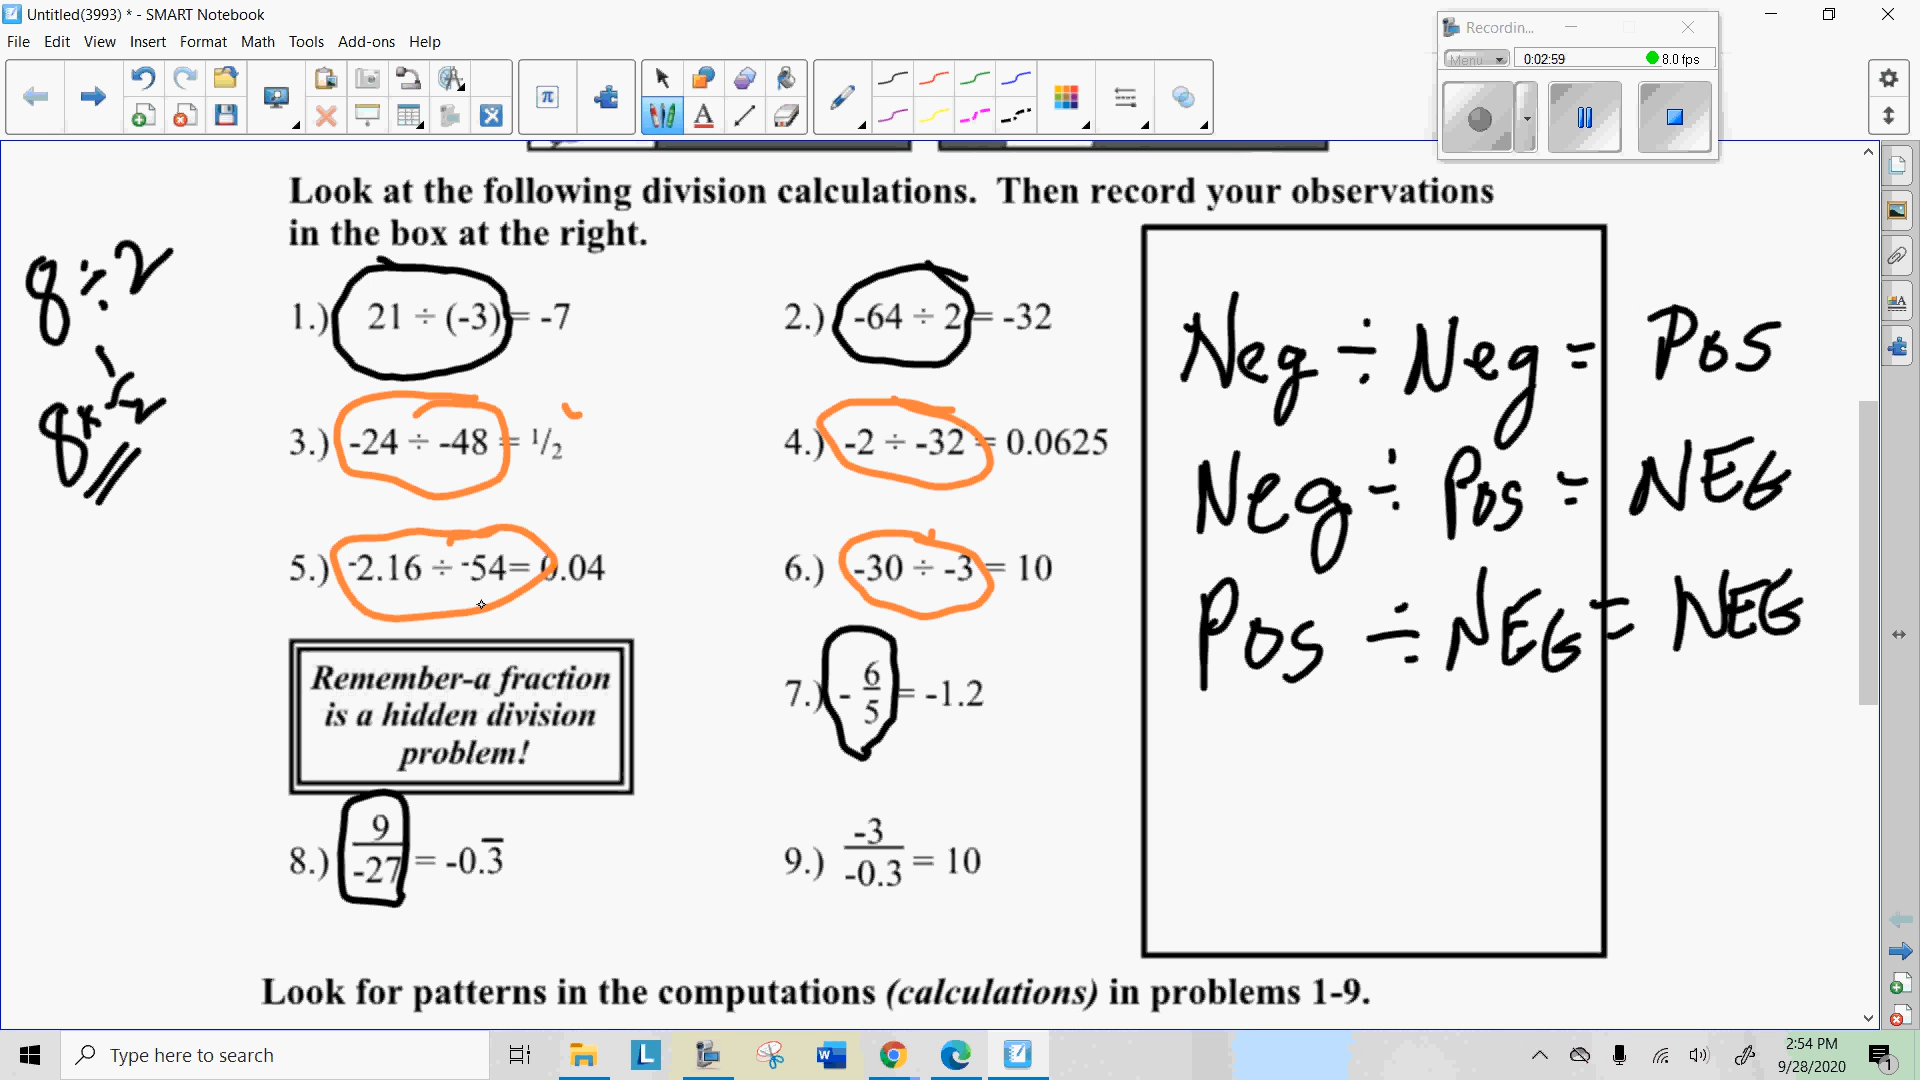 Untitled(3993) * - SMART Notebook
File Edit View Insert Format Math Tools Add-ons Help
Recordin...
Menu 0:02:59 8.0 fps
Look at the following division calculations. Then record your observations
in the box at the right.
8 ÷ 2
1.) 21 ÷ (-3) = -7
2.) -64 ÷ 2 = -32
Neg ÷ Neg = Pos
3.) -24 ÷ -48 = 1/2
4.) -2 ÷ -32 = 0.0625
Neg ÷ Pos = NEG
5.) -2.16 ÷ -54= 0.04
6.) -30 ÷ -3 = 10
Pos ÷ NEG = NEG
Remember-a fraction
is a hidden division
problem!
7.) - 6/5 = -1.2
8.) 9/-27 = -0.3̅
9.) -3/-0.3 = 10
Look for patterns in the computations (calculations) in problems 1-9.
Type here to search
2:54 PM
9/28/2020
1